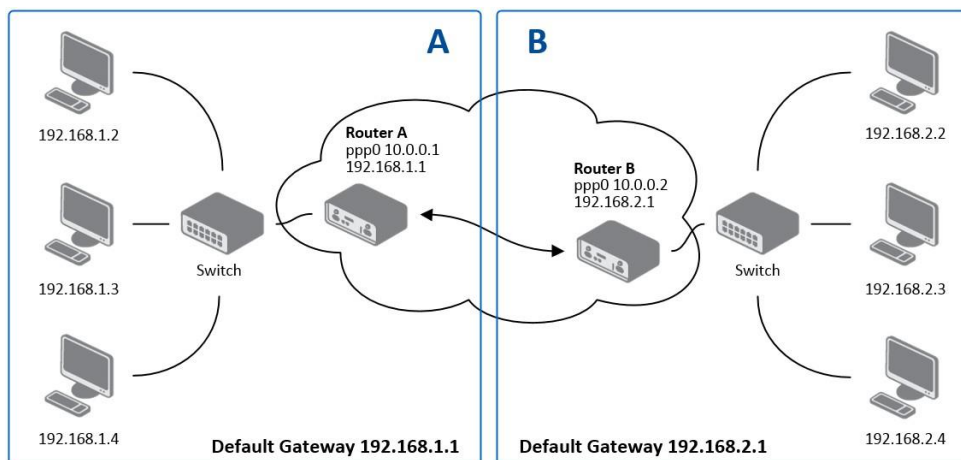 A
B
192.168.1.2
Router A
ppp0 10.0.0.1
192.168.1.1
192.168.2.2
Router B
ppp0 10.0.0.2
192.168.2.1
Switch
192.168.1.3
Switch
192.168.2.3
192.168.1.4
Default Gateway 192.168.1.1
Default Gateway 192.168.2.1
192.168.2.4